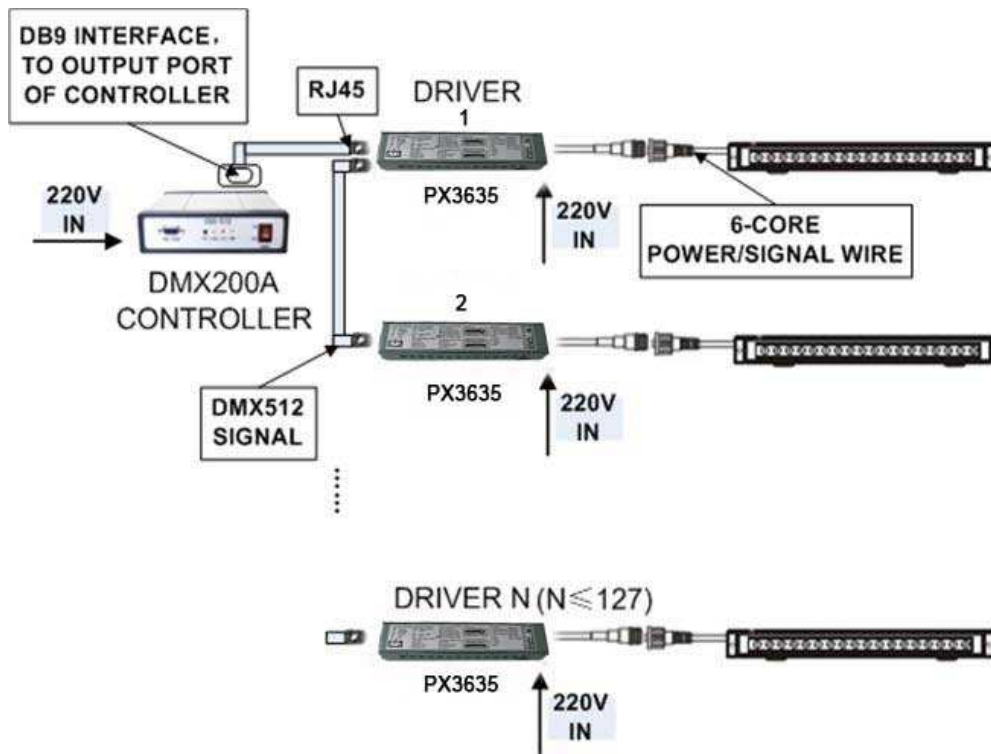 DB9 INTERFACE,
TO OUTPUT PORT
OF CONTROLLER
RJ45
DRIVER
1
PX3635
220V
IN
220V
IN
6-CORE
POWER/SIGNAL WIRE
DMX200A
CONTROLLER
2
PX3635
220V
IN
DMX512
SIGNAL
DRIVER N (N≤127)
PX3635
220V
IN